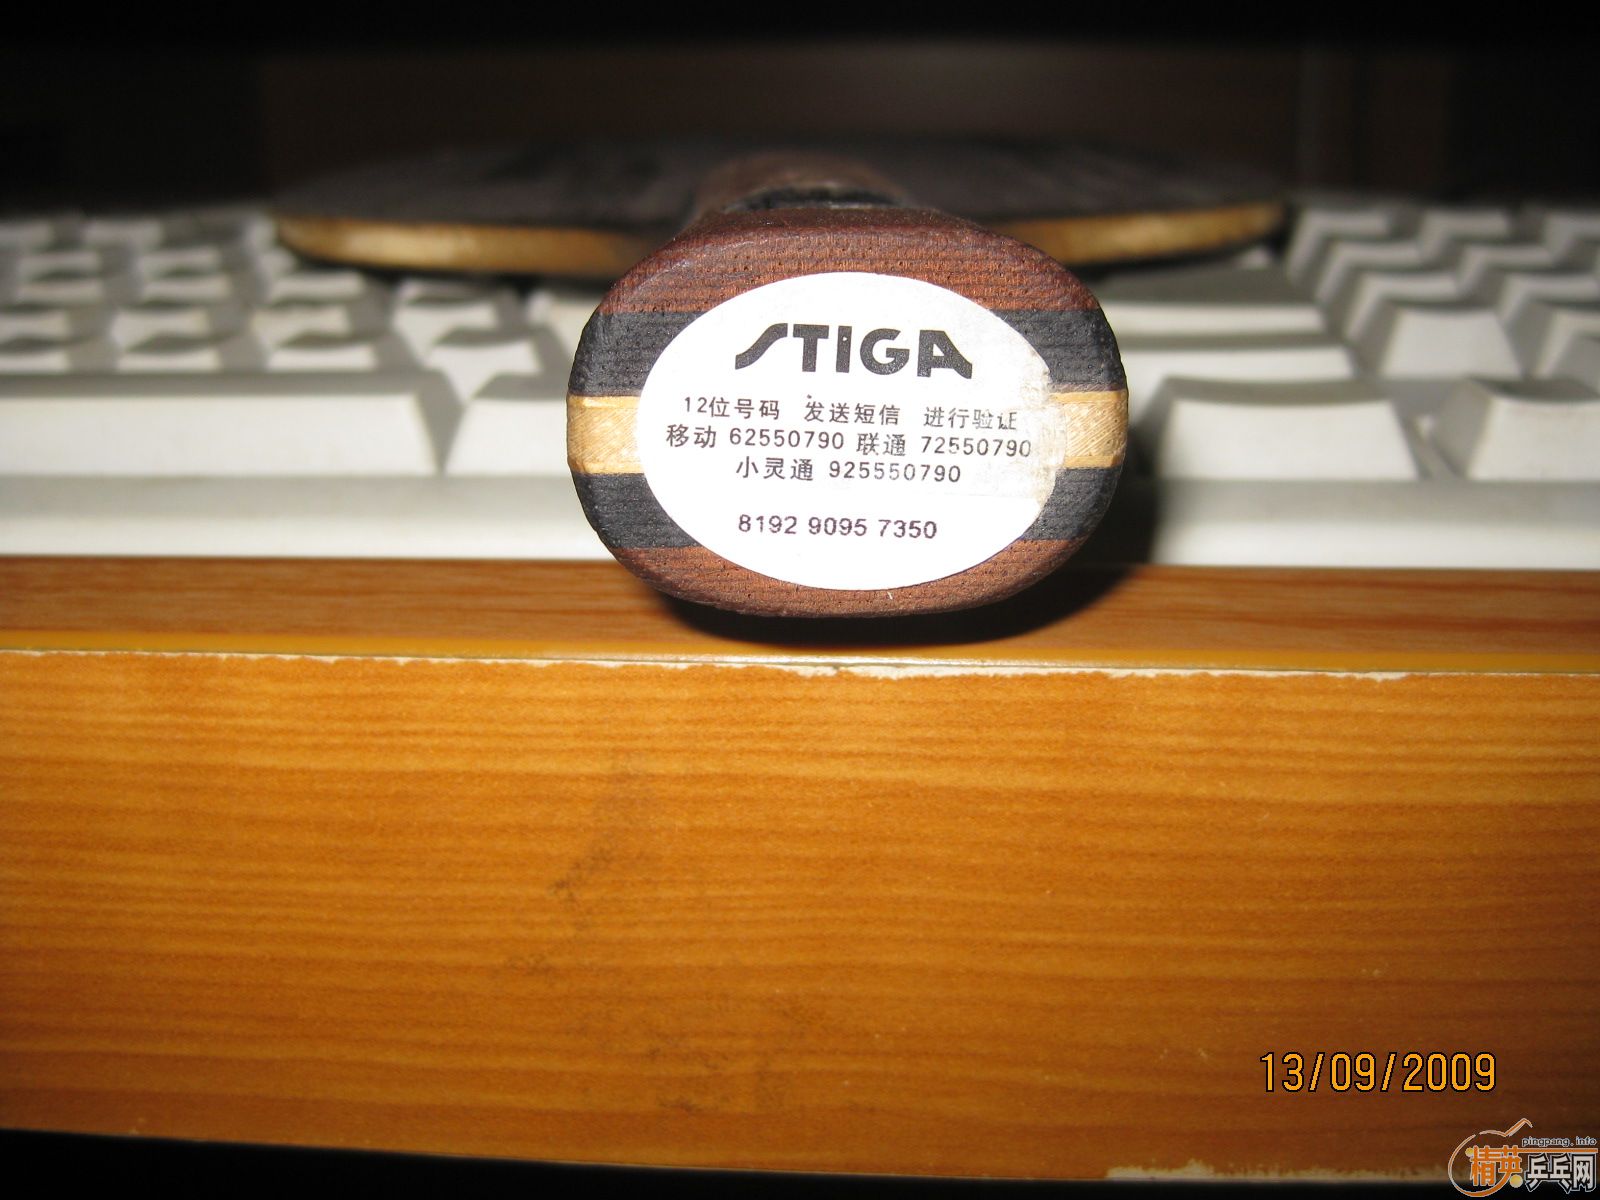 STIGA
12位号码 发送短信 进行验证
移动 62550790 联通 72550790
小灵通 925550790
8192 9095 7350
13/09/2009
pingpang.info
精英乒乓网